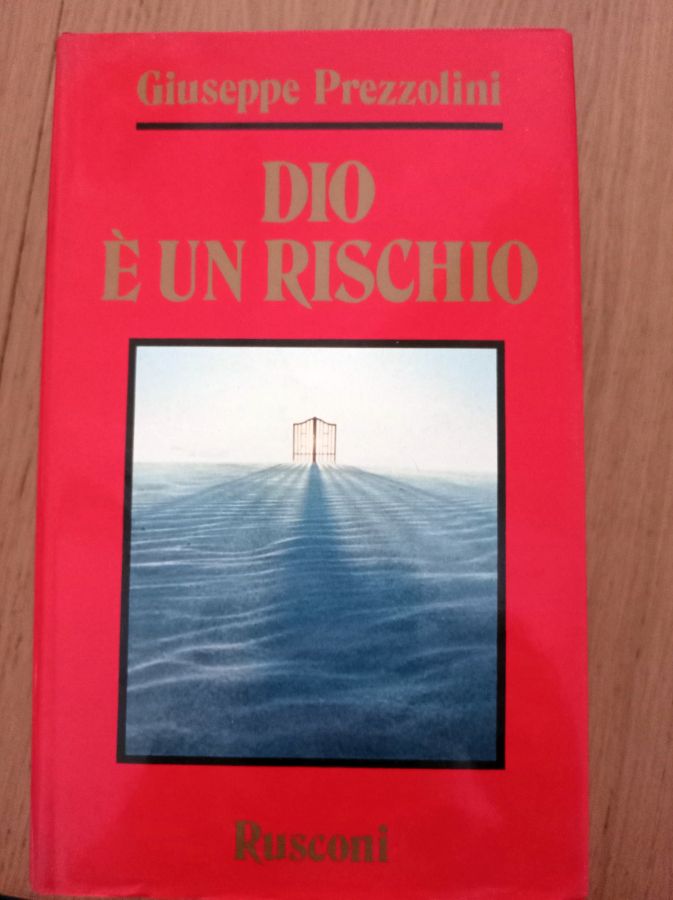 Giuseppe Prezzolini
DIO
È UN RISCHIO
Rusconi